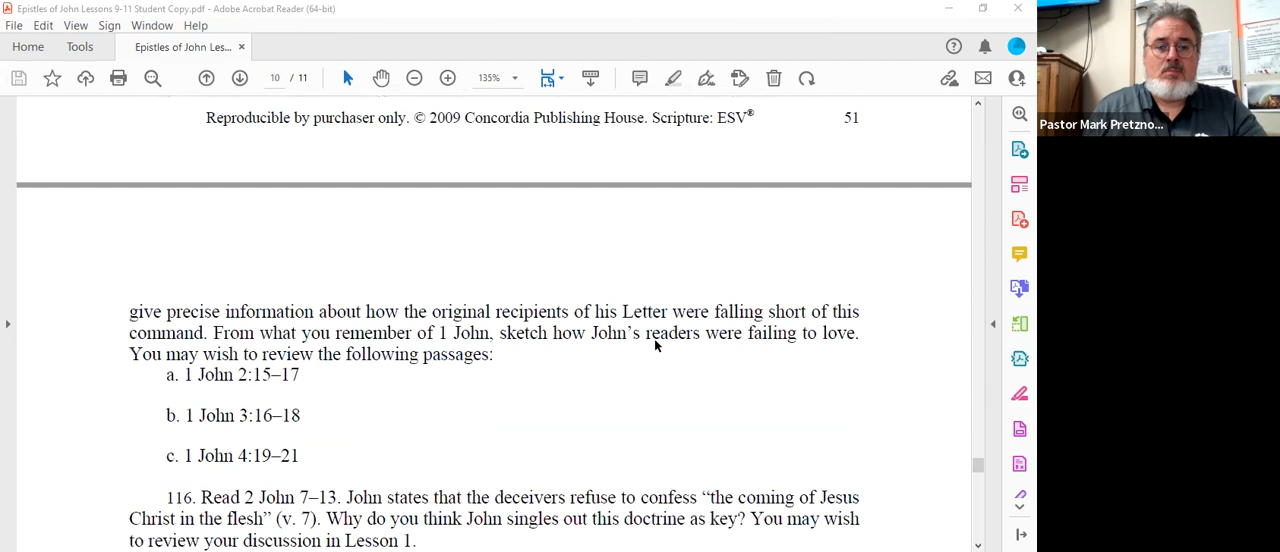 Epistles of John Lessons 9-11 Student Copy.pdf - Adobe Acrobat Reader (64-bit)
File Edit View Sign Window Help
Home Tools Epistles of John Les... ×
10 / 11 135%
Reproducible by purchaser only. © 2009 Concordia Publishing House. Scripture: ESV® 51
Pastor Mark Pretzno...
give precise information about how the original recipients of his Letter were falling short of this
command. From what you remember of 1 John, sketch how John’s readers were failing to love.
You may wish to review the following passages:
a. 1 John 2:15–17
b. 1 John 3:16–18
c. 1 John 4:19–21
116. Read 2 John 7–13. John states that the deceivers refuse to confess “the coming of Jesus
Christ in the flesh” (v. 7). Why do you think John singles out this doctrine as key? You may wish
to review your discussion in Lesson 1.